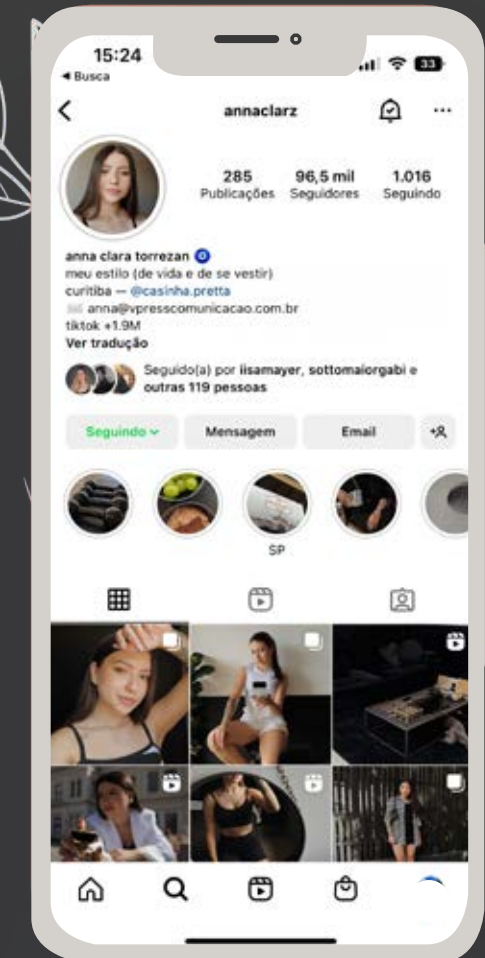 15:24
33
Busca
annaclarz
285 96,5 mil 1.016
Publicações Seguidores Seguindo
anna clara torrezan
meu estilo (de vida e de se vestir)
curitiba — @casinha.pretta
anna@vpresscomunicacao.com.br
tiktok +1.9M
Ver tradução
Seguido(a) por iisamayer, sottomaiorgabi e
outras 119 pessoas
Seguindo Mensagem Email
SP